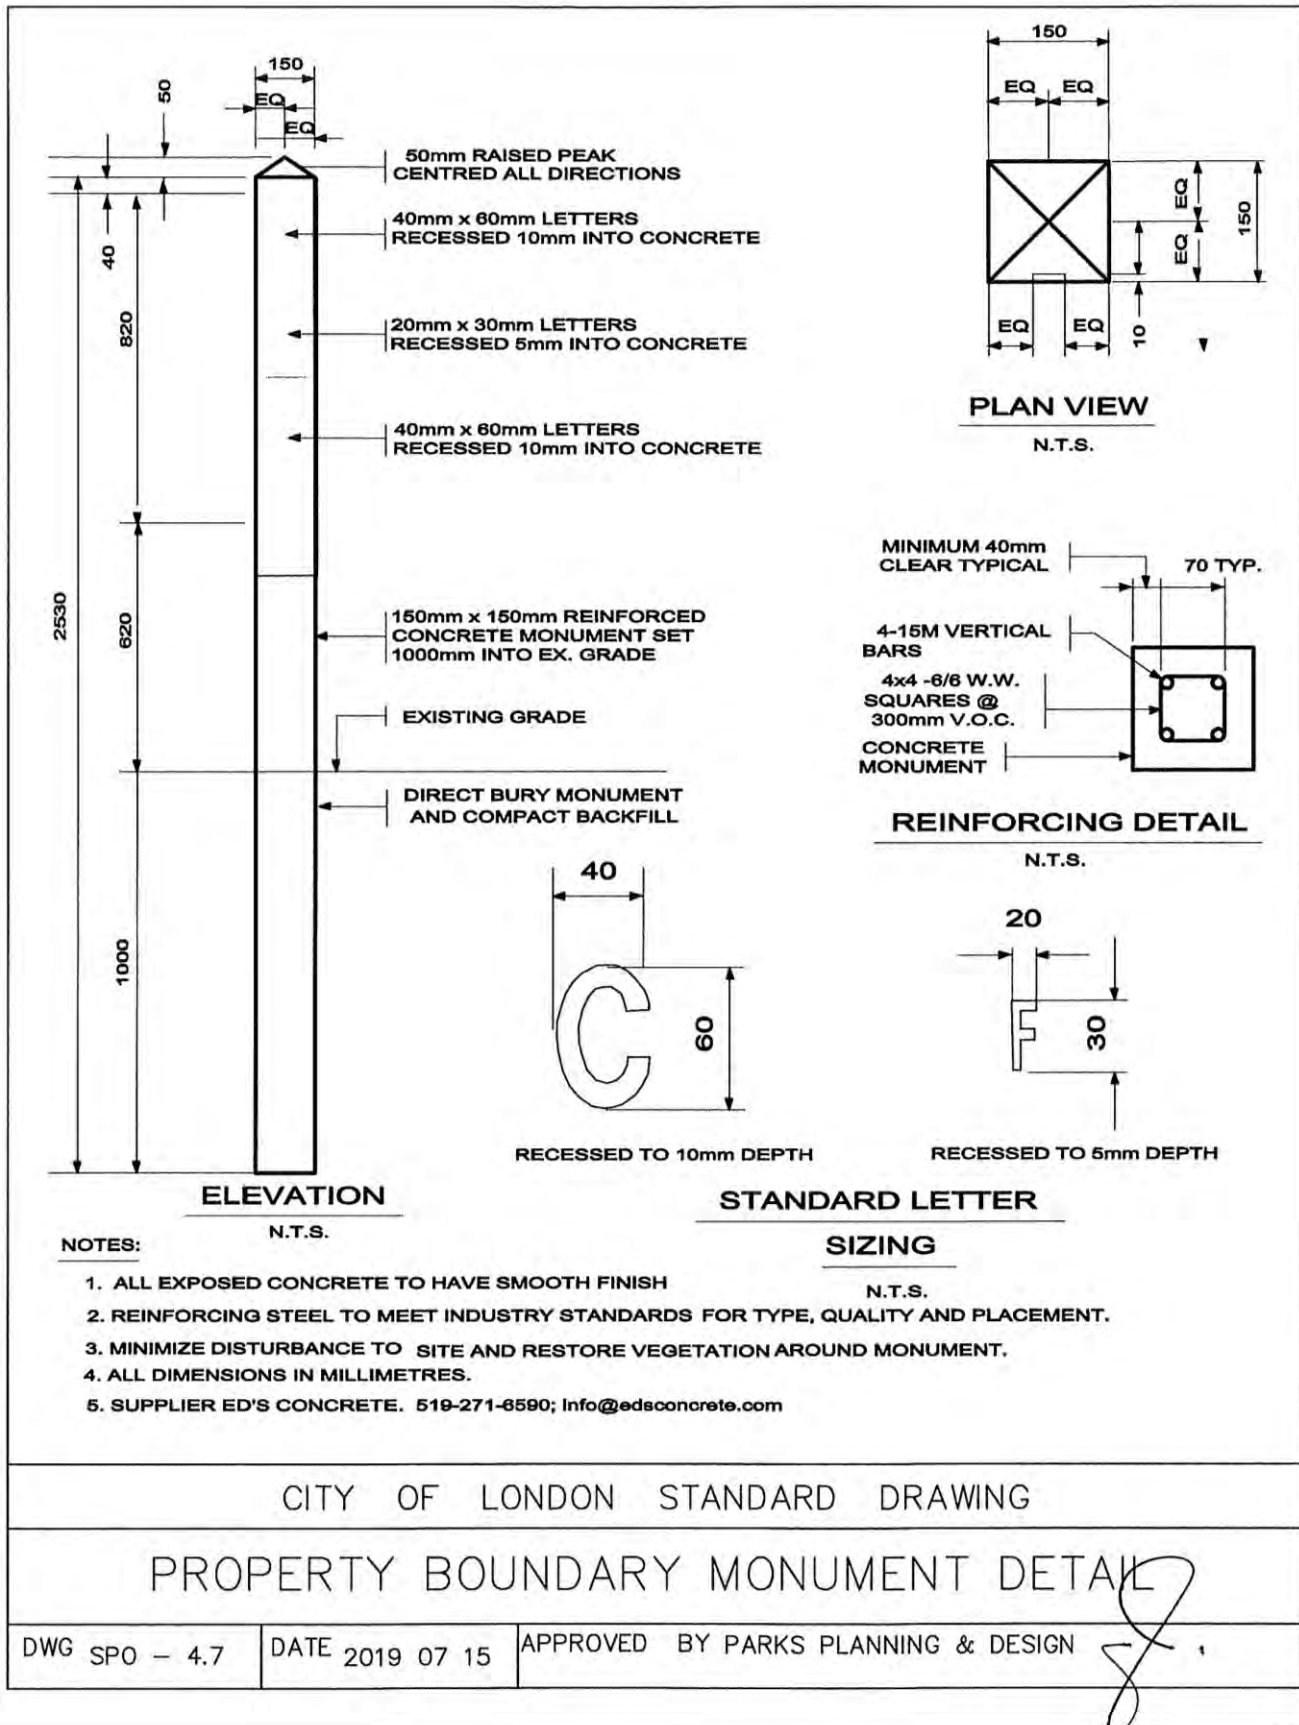 150
EQ
EQ
50
40
820
2530
620
1000
50mm RAISED PEAK
CENTRED ALL DIRECTIONS
40mm x 60mm LETTERS
RECESSED 10mm INTO CONCRETE
20mm x 30mm LETTERS
RECESSED 5mm INTO CONCRETE
40mm x 60mm LETTERS
RECESSED 10mm INTO CONCRETE
150mm x 150mm REINFORCED
CONCRETE MONUMENT SET
1000mm INTO EX. GRADE
EXISTING GRADE
DIRECT BURY MONUMENT
AND COMPACT BACKFILL
ELEVATION
N.T.S.
150
EQ EQ
EQ
EQ
150
EQ EQ
10
PLAN VIEW
N.T.S.
MINIMUM 40mm
CLEAR TYPICAL
70 TYP.
4-15M VERTICAL
BARS
4x4 -6/6 W.W.
SQUARES @
300mm V.O.C.
CONCRETE
MONUMENT
REINFORCING DETAIL
N.T.S.
40
C
60
RECESSED TO 10mm DEPTH
20
F
30
RECESSED TO 5mm DEPTH
STANDARD LETTER
SIZING
N.T.S.
NOTES:
1. ALL EXPOSED CONCRETE TO HAVE SMOOTH FINISH
2. REINFORCING STEEL TO MEET INDUSTRY STANDARDS FOR TYPE, QUALITY AND PLACEMENT.
3. MINIMIZE DISTURBANCE TO SITE AND RESTORE VEGETATION AROUND MONUMENT.
4. ALL DIMENSIONS IN MILLIMETRES.
5. SUPPLIER ED'S CONCRETE. 519-271-6590; info@edsconcrete.com
CITY OF LONDON STANDARD DRAWING
PROPERTY BOUNDARY MONUMENT DETAIL
DWG SPO - 4.7
DATE 2019 07 15
APPROVED BY PARKS PLANNING & DESIGN